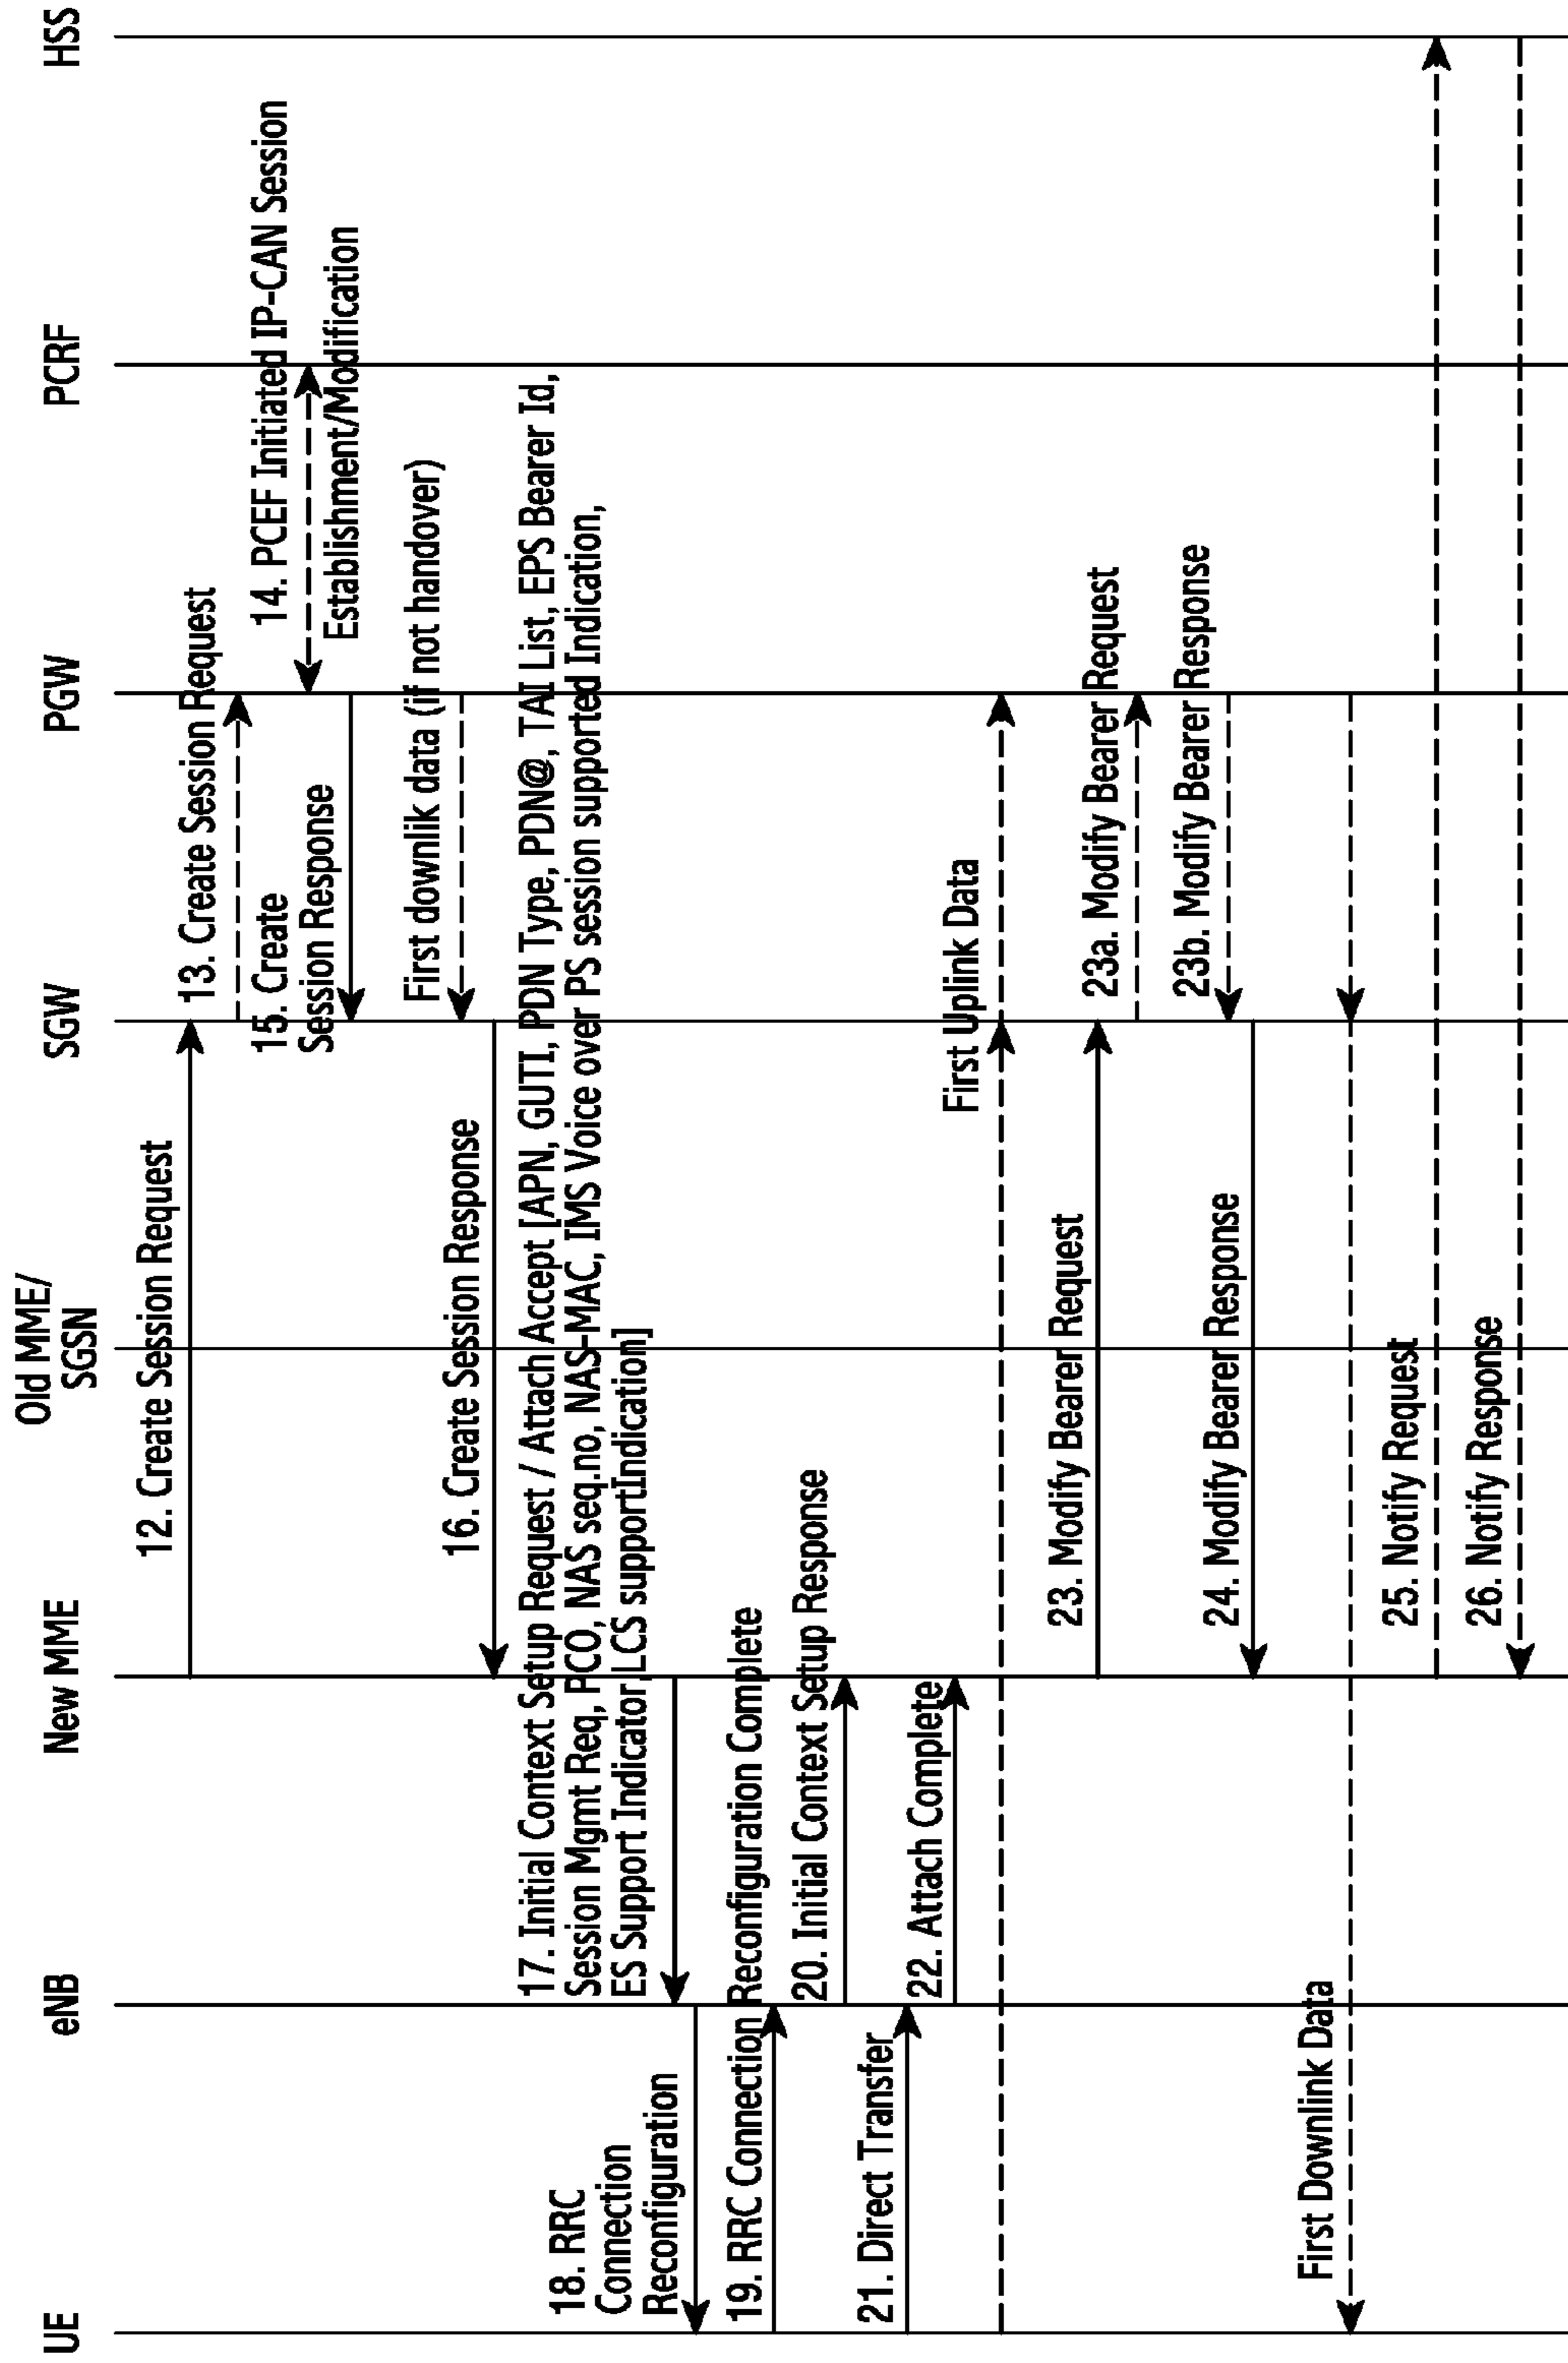 UE
eNB
New MME
Old MME/
SGSN
SGW
PGW
PCRF
HSS
12. Create Session Request
13. Create Session Request
14. PCEF Initiated IP-CAN Session
Establishment/Modification
15. Create
Session Response
First downlik data (if not handover)
16. Create Session Response
17. Initial Context Setup Request / Attach Accept [APN, GUTI, PDN Type, PDN@, TAI List, EPS Bearer Id,
Session Mgmt Req, PCO, NAS seq.no, NAS-MAC, IMS Voice over PS session supported Indication,
ES Support Indicator,LCS supportIndication]
18. RRC
Connection
Reconfiguration
19. RRC Connection Reconfiguration Complete
20. Initial Context Setup Response
21. Direct Transfer
22. Attach Complete
First Uplink Data
23. Modify Bearer Request
23a. Modify Bearer Request
23b. Modify Bearer Response
24. Modify Bearer Response
First Downlink Data
25. Notify Request
26. Notify Response